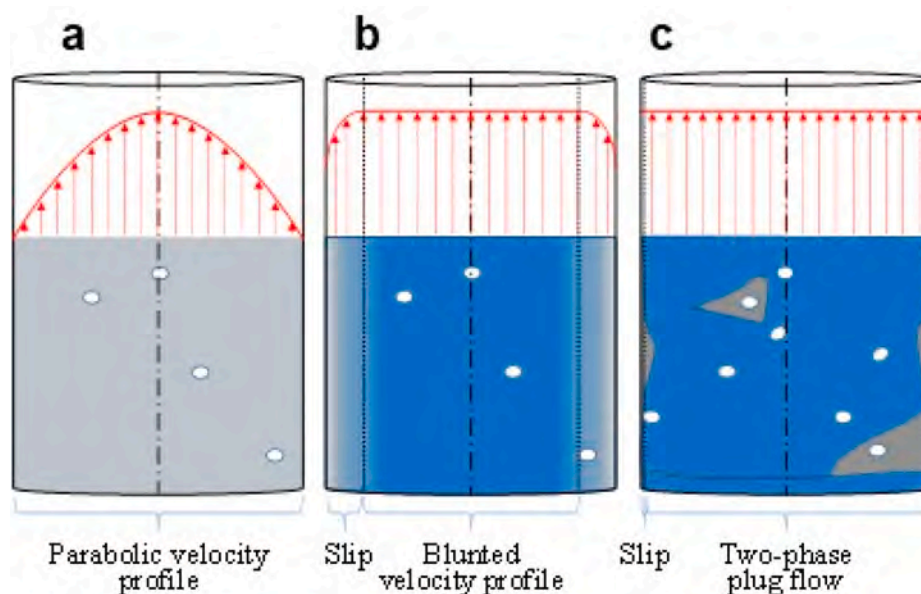 a
b
c
Parabolic velocity
profile
Slip
Blunted
velocity profile
Slip
Two-phase
plug flow